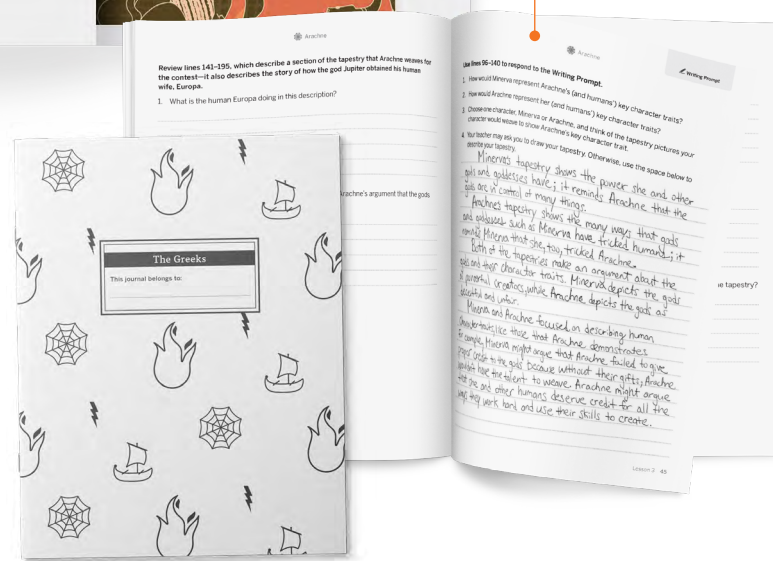 Arachne
Review lines 141–195, which describe a section of the tapestry that Arachne weaves for
the contest—it also describes the story of how the god Jupiter obtained his human
wife, Europa.
1. What is the human Europa doing in this description?
Arachne's argument that the gods
The Greeks
This journal belongs to:
Arachne
Writing Prompt
Use lines 96–140 to respond to the Writing Prompt.
1. How would Minerva represent Arachne's (and humans') key character traits?
2. How would Arachne represent her (and humans') key character traits?
3. Choose one character, Minerva or Arachne, and think of the tapestry pictures your
character would weave to show Arachne's key character trait.
4. Your teacher may ask you to draw your tapestry. Otherwise, use the space below to
describe your tapestry.
Minerva's tapestry shows the power she and other
gods and goddesses have; it reminds Arachne that the
gods are in control of many things.
Arachne's tapestry shows the many ways that gods
and goddesses such as Minerva have tricked humans; it
reminds Minerva that she, too, tricked Arachne.
Both of the tapestries make an argument about the
gods and their character traits. Minerva depicts the gods
as powerful creators, while Arachne depicts the gods as
deceitful and unfair.
Minerva and Arachne focused on describing human
character traits, like those that Arachne demonstrates.
For example, Minerva might argue that Arachne failed to give
proper credit to the gods because without their gifts, Arachne
wouldn't have the talent to weave. Arachne might argue
that she and other humans deserve credit for all the
ways they work hard and use their skills to create.
Lesson 3 45
tapestry?